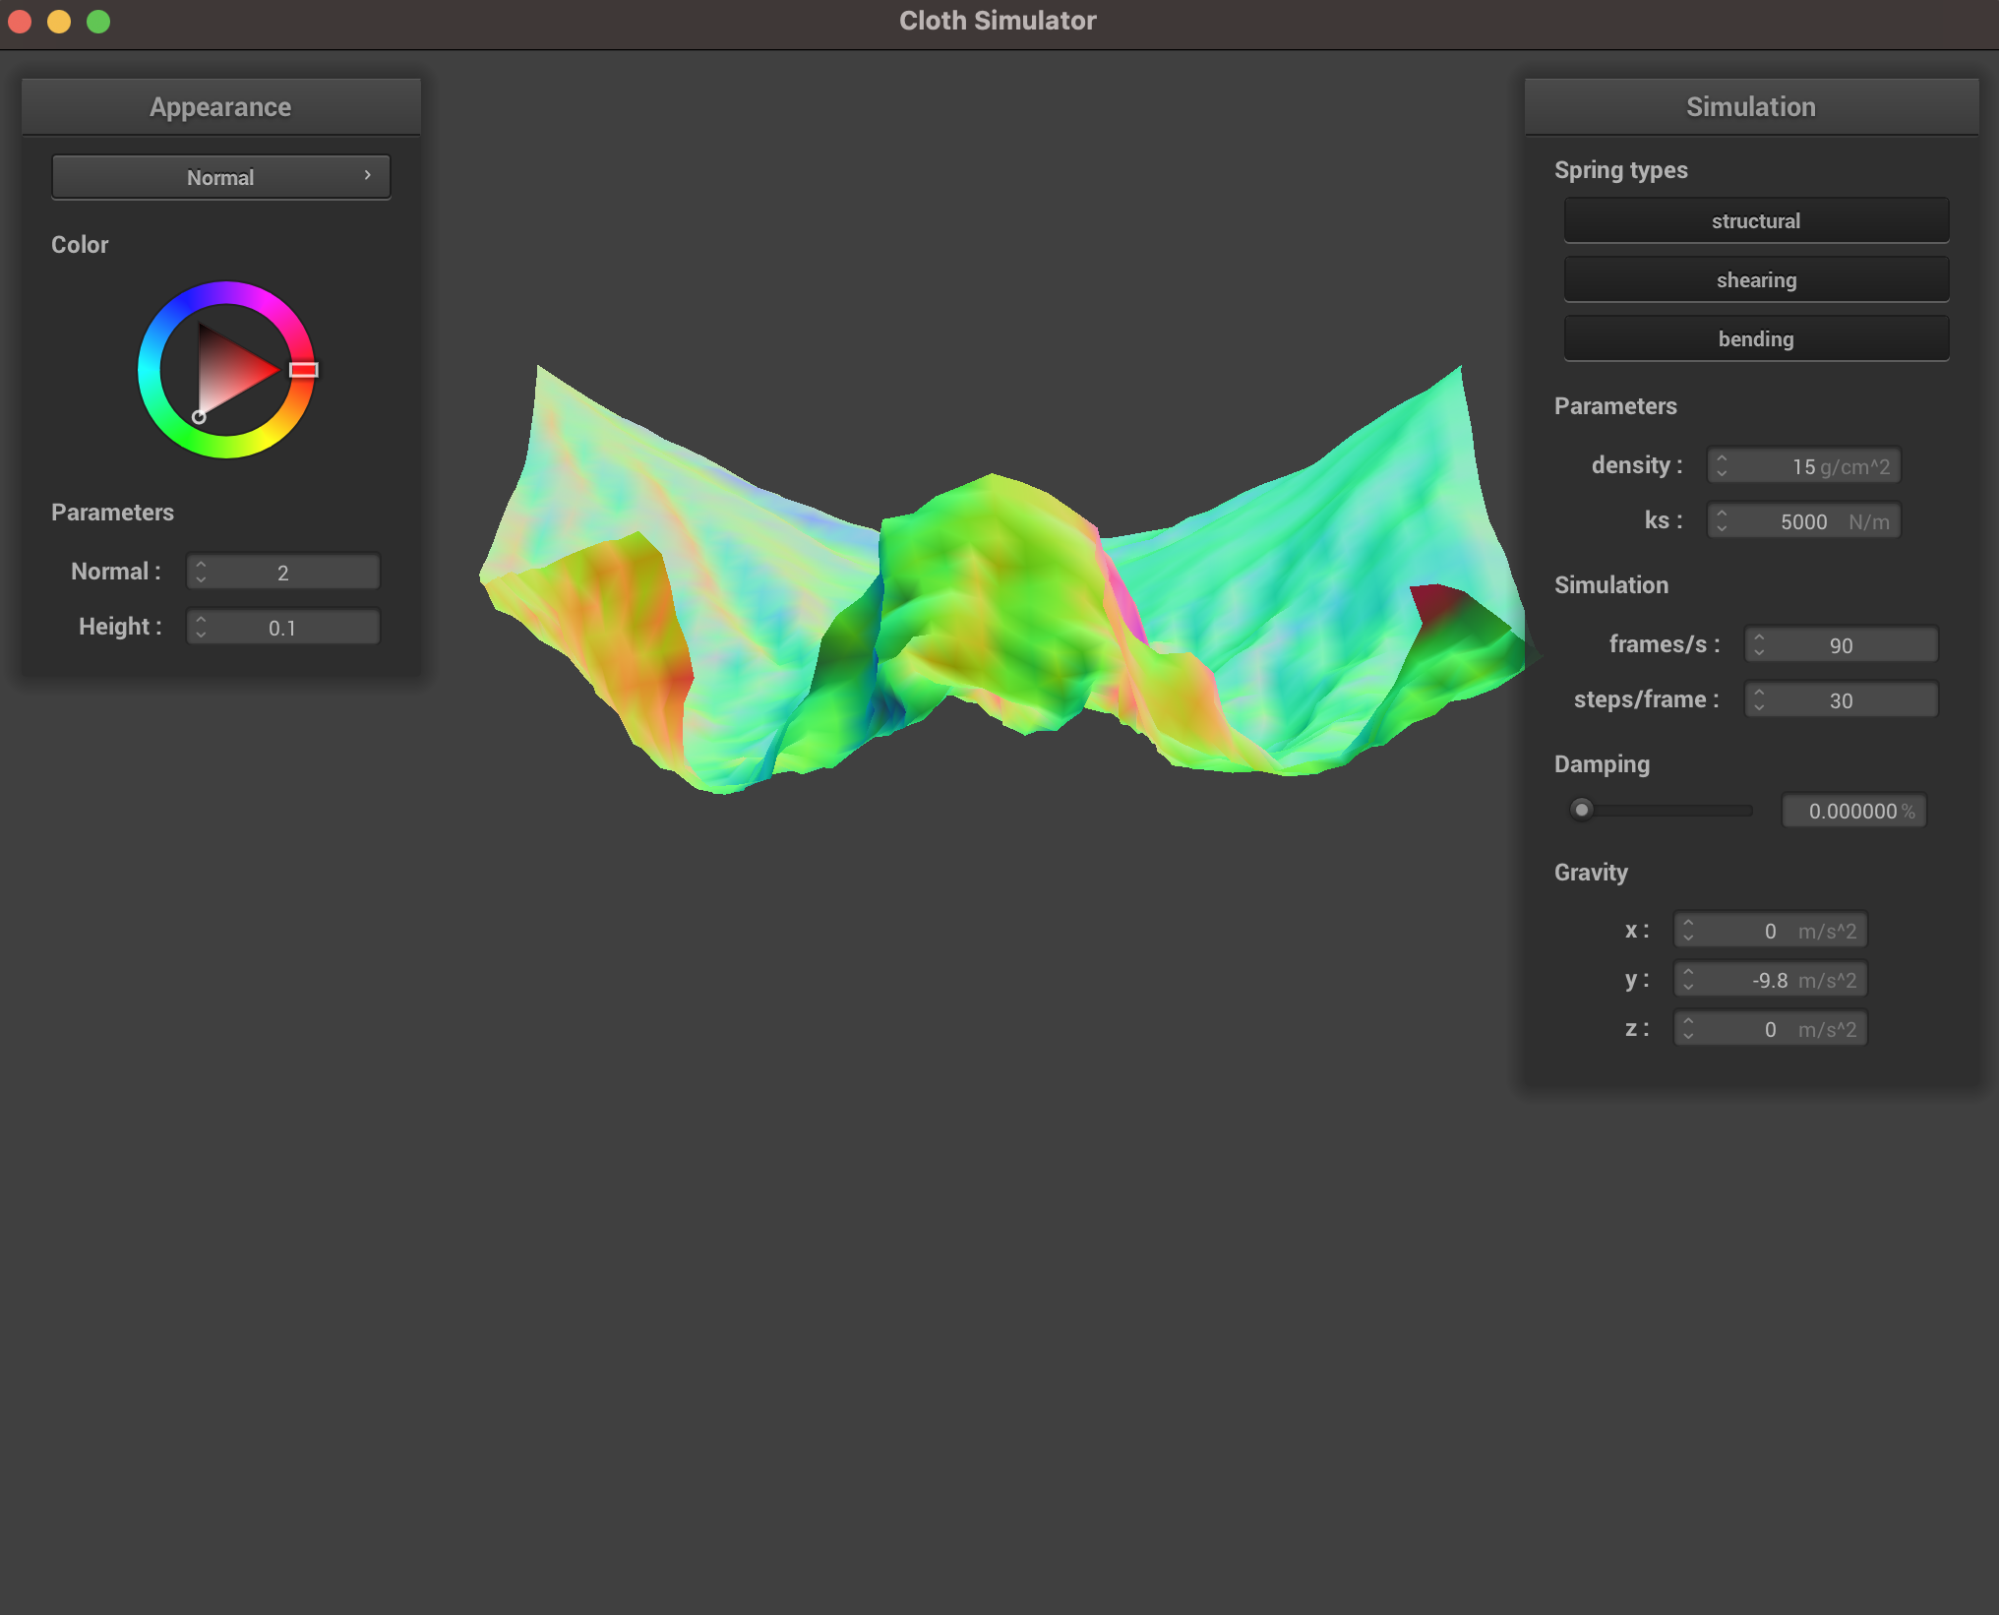 Cloth Simulator
Appearance
Normal
Color
Parameters
Normal : 2
Height : 0.1
Simulation
Spring types
structural
shearing
bending
Parameters
density : 15 g/cm^2
ks : 5000 N/m
Simulation
frames/s : 90
steps/frame : 30
Damping
0.000000 %
Gravity
x : 0 m/s^2
y : -9.8 m/s^2
z : 0 m/s^2